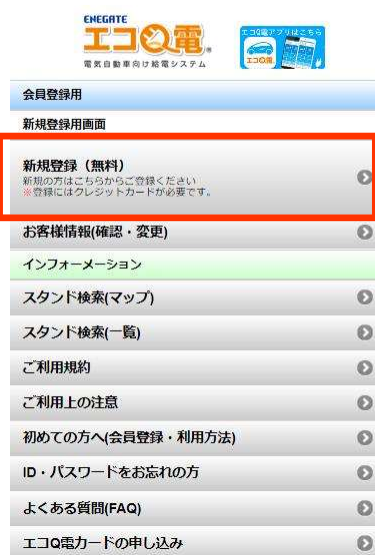 ENEGATE
エコQ電
電気自動車向け給電システム
エコQ電アプリはこちら
エコQ電
会員登録用
新規登録用画面
新規登録（無料）
新規の方はこちらからご登録ください
※登録にはクレジットカードが必要です。
お客様情報(確認・変更)
インフォーメーション
スタンド検索(マップ)
スタンド検索(一覧)
ご利用規約
ご利用上の注意
初めての方へ(会員登録・利用方法)
ID・パスワードをお忘れの方
よくある質問(FAQ)
エコQ電カードの申し込み